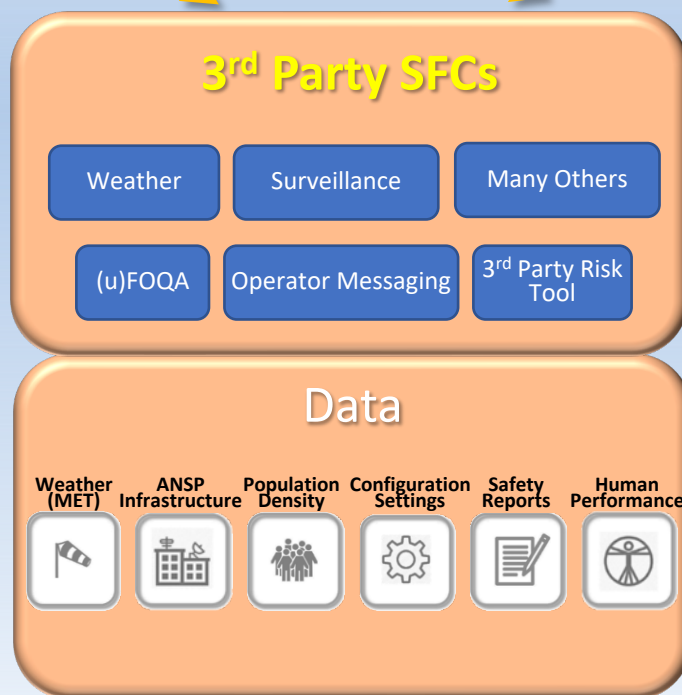 3rd Party SFCs
Weather
Surveillance
Many Others
(u)FOQA
Operator Messaging
3rd Party Risk
Tool
Data
Weather
(MET)
ANSP
Infrastructure
Population
Density
Configuration
Settings
Safety
Reports
Human
Performance